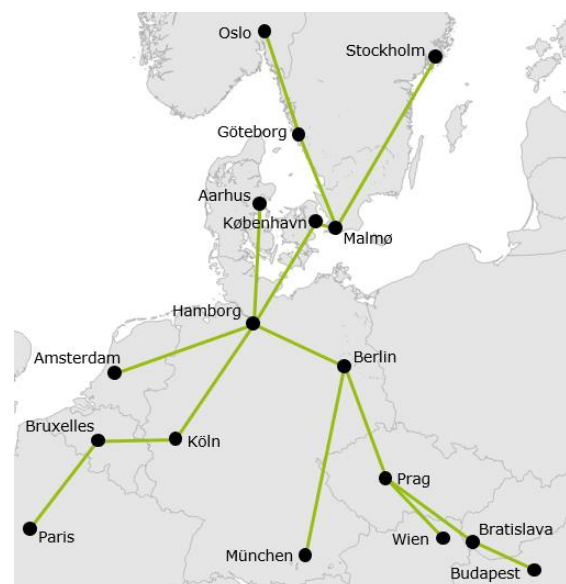 Oslo
Stockholm
Göteborg
Aarhus
København
Malmø
Hamborg
Amsterdam
Berlin
Bruxelles
Köln
Prag
Paris
München
Wien
Bratislava
Budapest